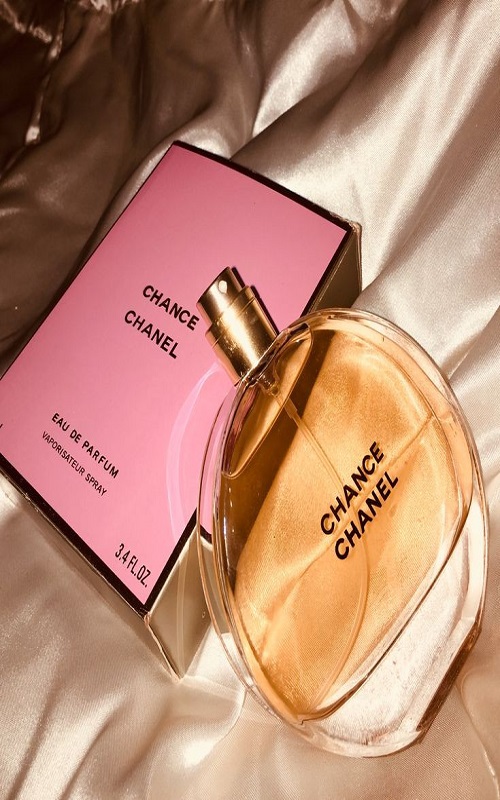 CHANCE
CHANEL
EAU DE PARFUM
VAPORISATEUR SPRAY
3.4 FL.OZ.
CHANCE
CHANEL